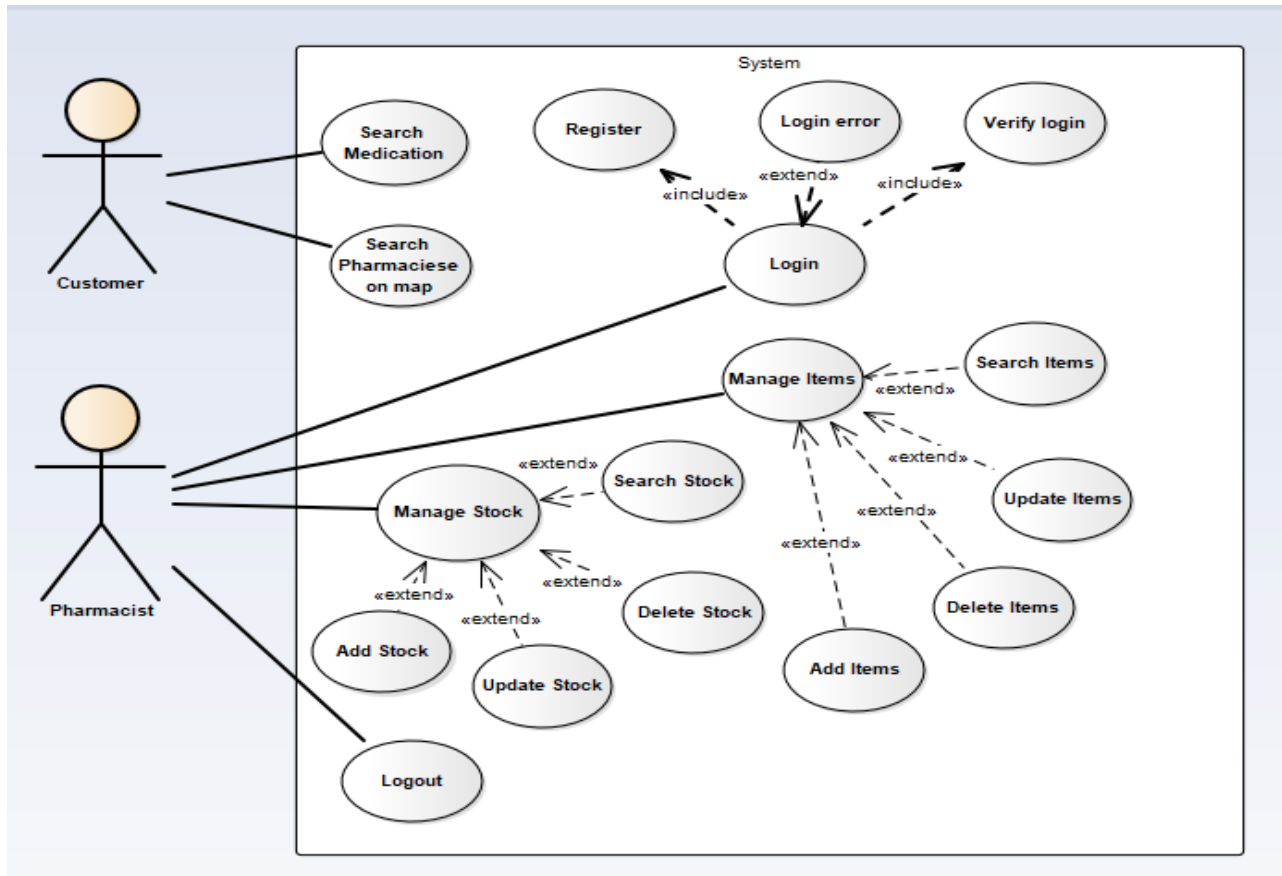 System
Search
Medication
Register
Login error
Verify login
«extend»
«include»
«include»
Search
Pharmaciese
on map
Login
Customer
Manage Items
Search Items
«extend»
«extend»
Search Stock
«extend»
Update Items
Manage Stock
«extend»
«extend»
«extend»
«extend»
«extend»
Pharmacist
Delete Stock
Delete Items
Add Stock
Update Stock
Add Items
Logout